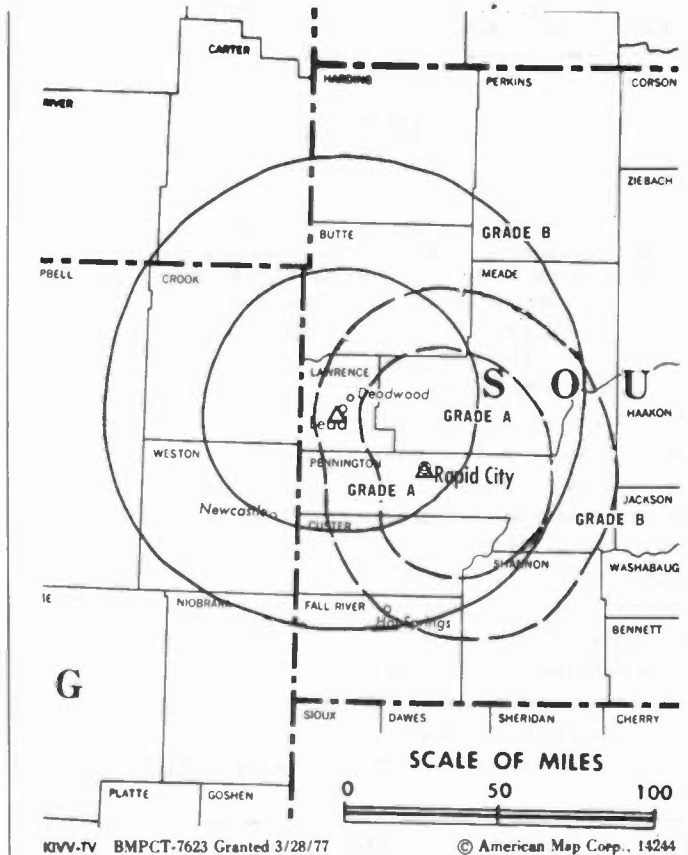 CARTER
HARDING
PERKINS
CORSON
RIVER
ZIEBACH
BUTTE
GRADE B
PBELL
CROOK
MEADE
LAWRENCE
Deadwood
S O U
Lead
GRADE A
HAAKON
WESTON
PENNINGTON
Rapid City
GRADE A
JACKSON
Newcastle
CUSTER
GRADE B
SHANNON
WASHABAUG
NIOBRARA
FALL RIVER
Hot Springs
BENNETT
G
SIOUX
DAWES
SHERIDAN
CHERRY
SCALE OF MILES
PLATTE
GOSHEN
0 50 100
KIVV-TV BMPCT-7623 Granted 3/28/77 © American Map Corp., 14244